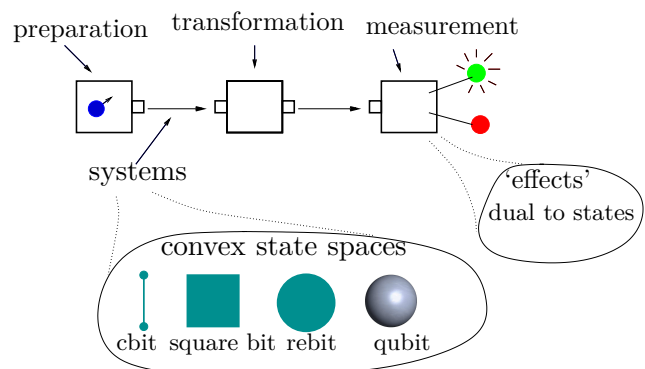 preparation
transformation
measurement
systems
‘effects’
dual to states
convex state spaces
cbit square bit rebit qubit